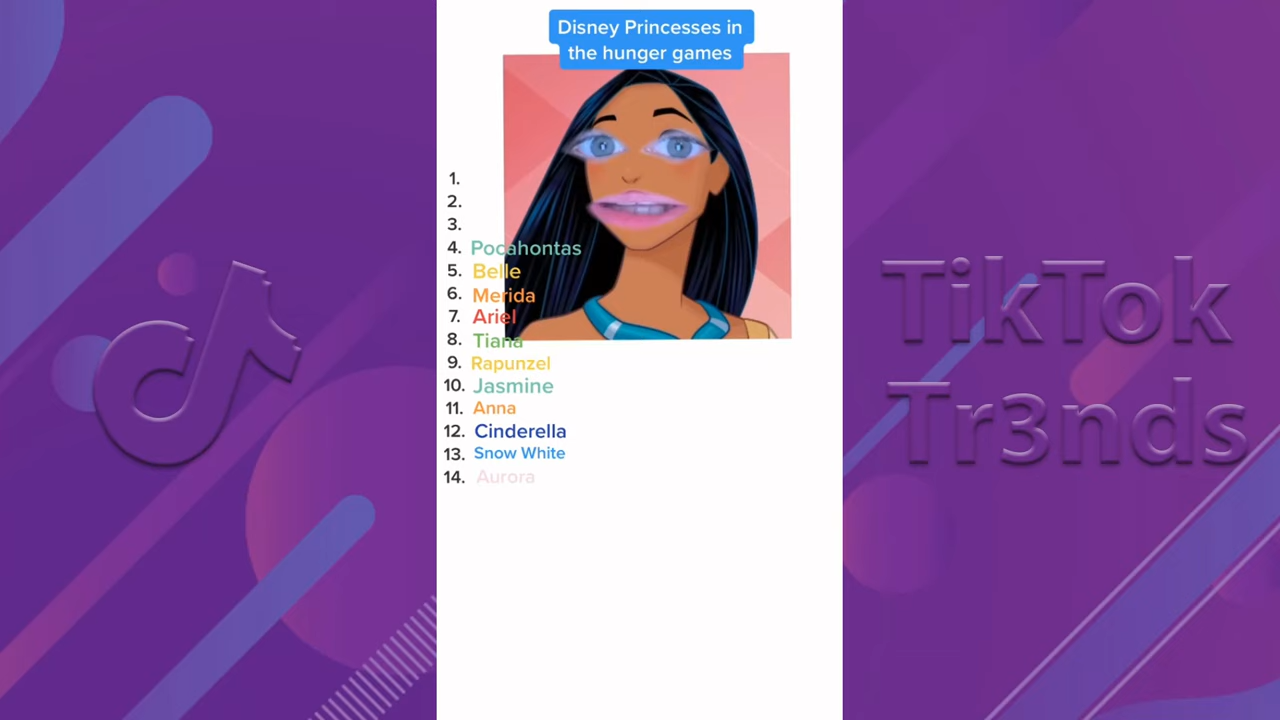 Disney Princesses in
the hunger games
1.
2.
3.
4. Pocahontas
5. Belle
6. Merida
7. Ariel
8. Tiana
9. Rapunzel
10. Jasmine
11. Anna
12. Cinderella
13. Snow White
14. Aurora
TikTok
Tr3nds